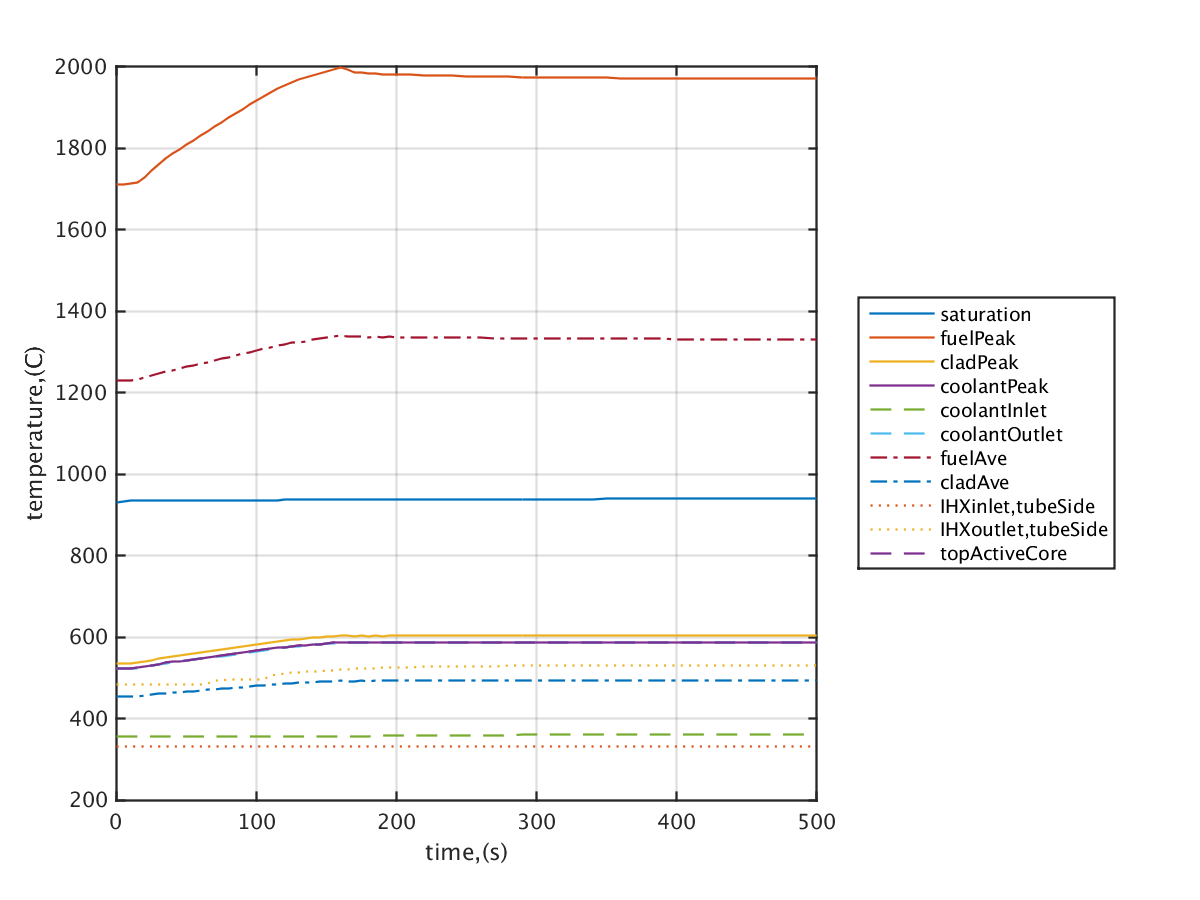 2000
1800
1600
1400
1200
1000
800
600
400
200
temperature,(C)
0 100 200 300 400 500
time,(s)
saturation
fuelPeak
cladPeak
coolantPeak
coolantInlet
coolantOutlet
fuelAve
cladAve
IHXinlet,tubeSide
IHXoutlet,tubeSide
topActiveCore